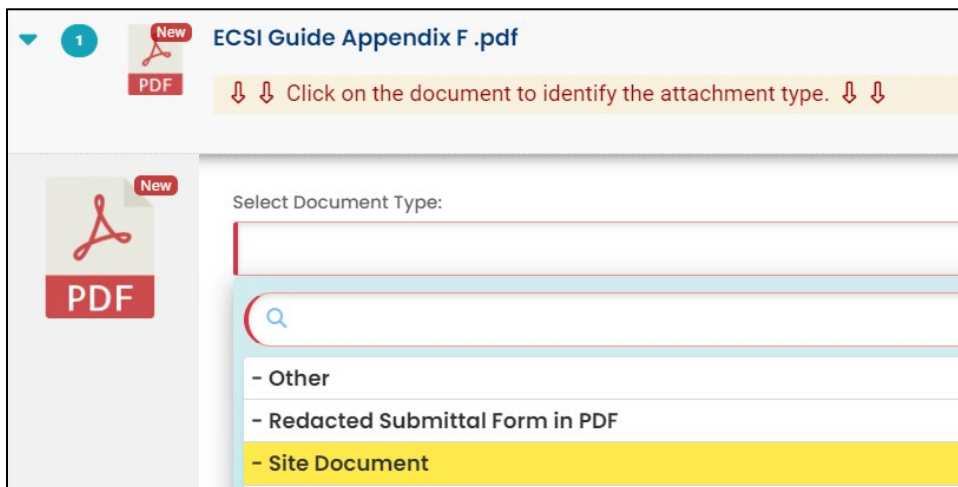 1
New
PDF
ECSI Guide Appendix F .pdf
⇩ ⇩ Click on the document to identify the attachment type. ⇩ ⇩
New
PDF
Select Document Type:
- Other
- Redacted Submittal Form in PDF
- Site Document